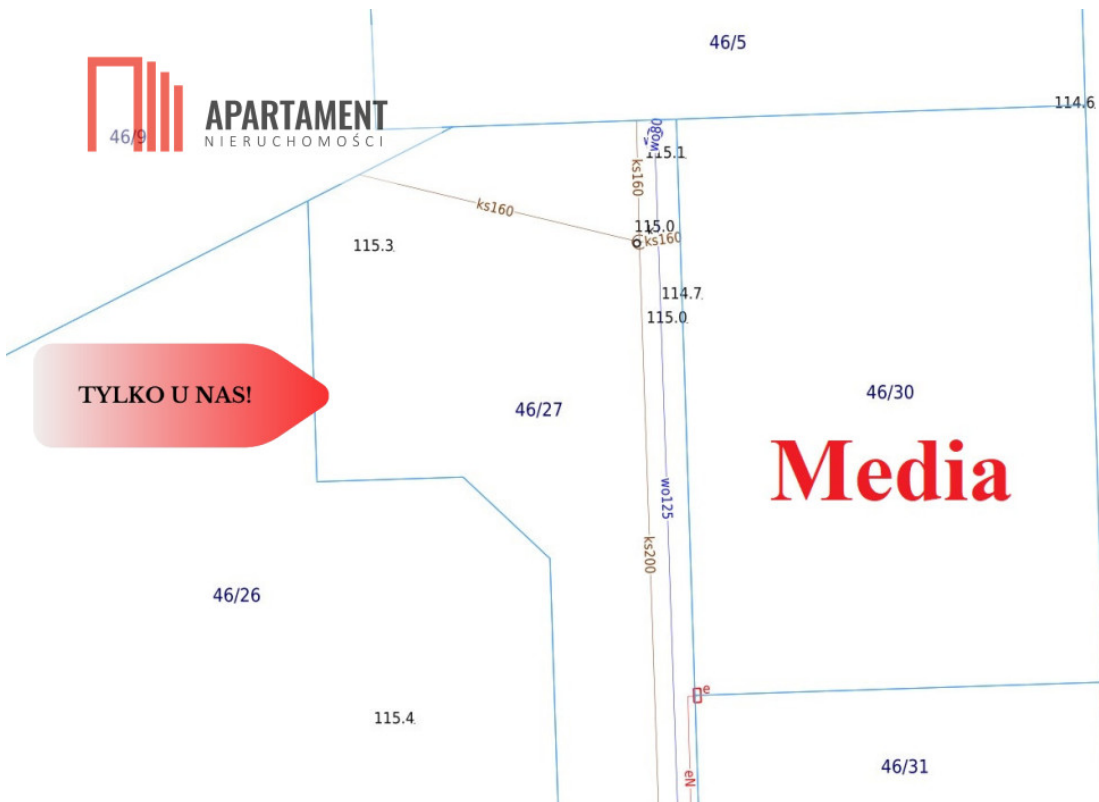 46/5
114.6
46/9
APARTAMENT
NIERUCHOMOŚCI
wo80
115.1
ks160
ks160
115.0
ks160
115.3
114.7
115.0
TYLKO U NAS!
46/27
46/30
Media
wo125
ks200
46/26
e
115.4
eN
46/31